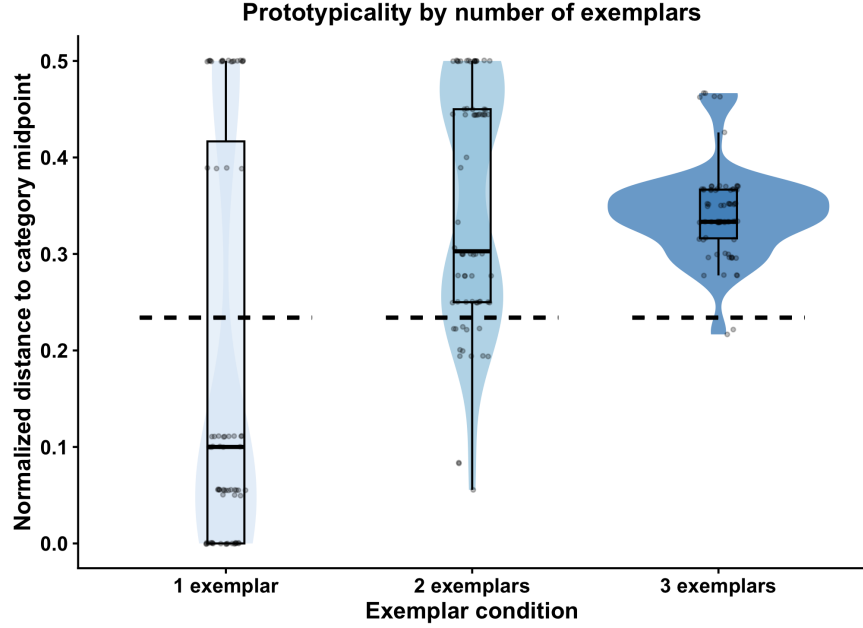 Prototypicality by number of exemplars
Normalized distance to category midpoint
0.5
0.4
0.3
0.2
0.1
0.0
1 exemplar
2 exemplars
3 exemplars
Exemplar condition